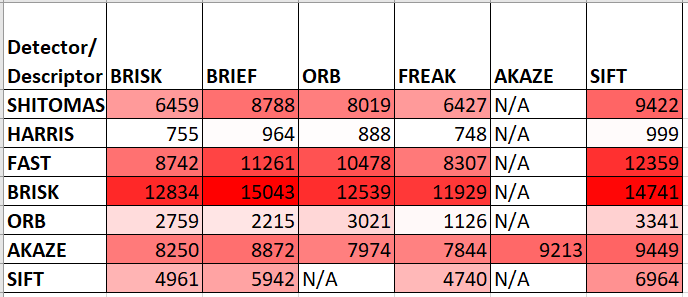 Detector/
Descriptor BRISK BRIEF ORB FREAK AKAZE SIFT
SHITOMAS 6459 8788 8019 6427 N/A 9422
HARRIS 755 964 888 748 N/A 999
FAST 8742 11261 10478 8307 N/A 12359
BRISK 12834 15043 12539 11929 N/A 14741
ORB 2759 2215 3021 1126 N/A 3341
AKAZE 8250 8872 7974 7844 9213 9449
SIFT 4961 5942 N/A 4740 N/A 6964